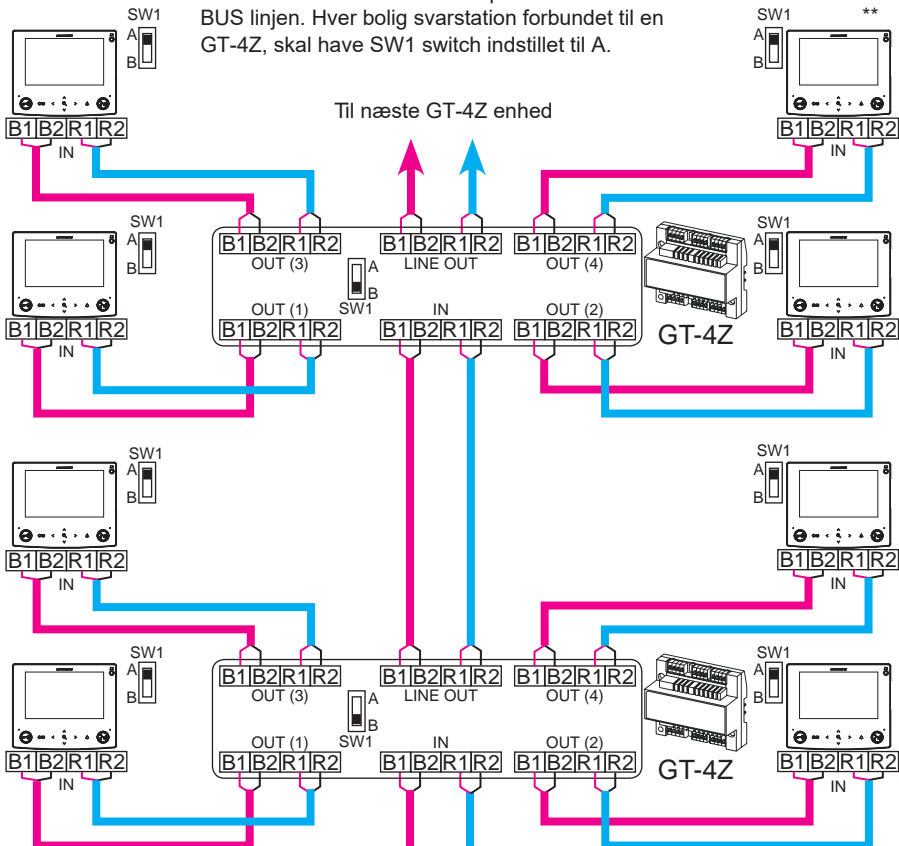 BUS linjen. Hver bolig svarstation forbundet til en
GT-4Z, skal have SW1 switch indstillet til A.
SW1
A
B
SW1
**
A
B
Til næste GT-4Z enhed
B1 B2 R1 R2
IN
B1 B2 R1 R2
IN
SW1
A
B
B1 B2 R1 R2
OUT (3)
B1 B2 R1 R2
LINE OUT
B1 B2 R1 R2
OUT (4)
SW1
A
B
A
B
SW1
OUT (1)
B1 B2 R1 R2
IN
B1 B2 R1 R2
OUT (2)
B1 B2 R1 R2
GT-4Z
B1 B2 R1 R2
IN
B1 B2 R1 R2
IN
SW1
A
B
SW1
A
B
B1 B2 R1 R2
IN
B1 B2 R1 R2
IN
SW1
A
B
B1 B2 R1 R2
OUT (3)
B1 B2 R1 R2
LINE OUT
B1 B2 R1 R2
OUT (4)
SW1
A
B
A
B
SW1
OUT (1)
B1 B2 R1 R2
IN
B1 B2 R1 R2
OUT (2)
B1 B2 R1 R2
GT-4Z
B1 B2 R1 R2
IN
B1 B2 R1 R2
IN